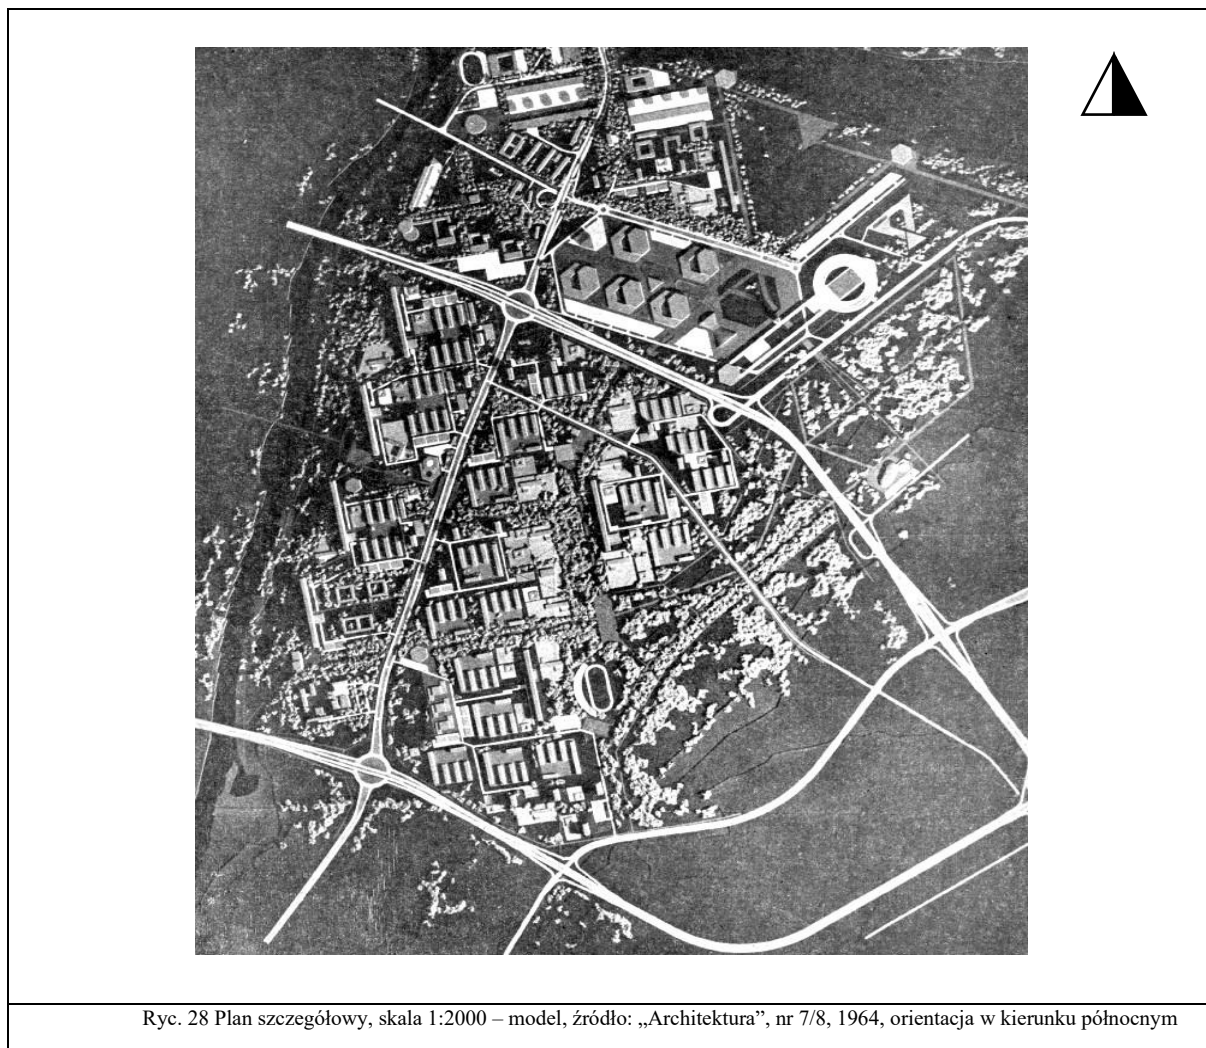 Ryc. 28 Plan szczegółowy, skala 1:2000 – model, źródło: „Architektura”, nr 7/8, 1964, orientacja w kierunku północnym